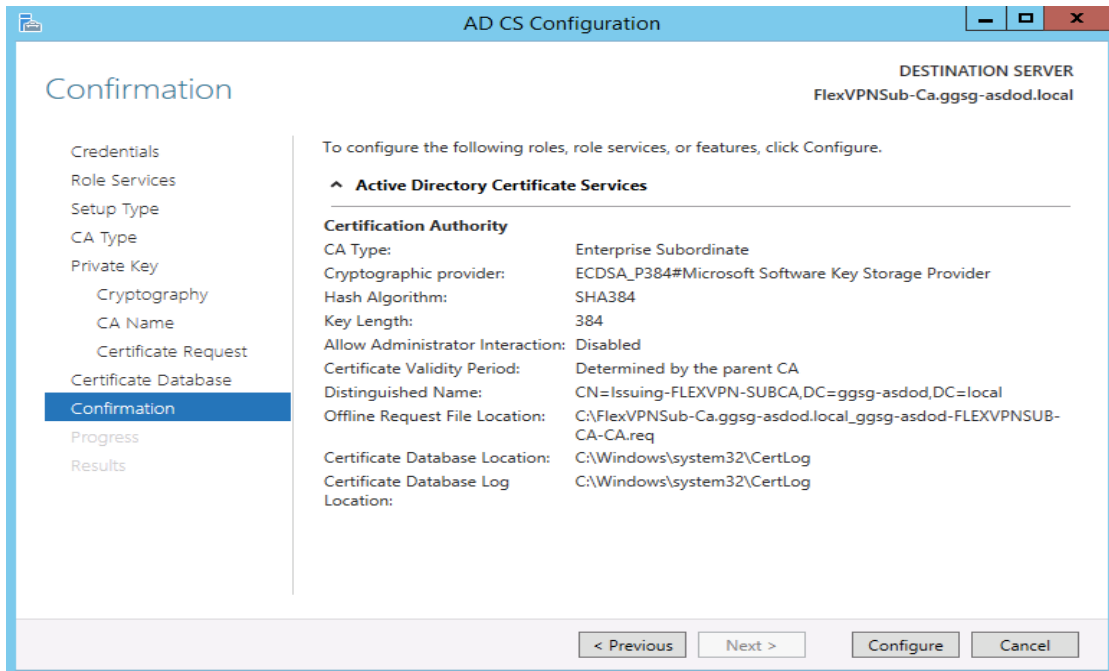 AD CS Configuration
Confirmation
DESTINATION SERVER
FlexVPNSub-Ca.ggsg-asdod.local
Credentials
Role Services
Setup Type
CA Type
Private Key
Cryptography
CA Name
Certificate Request
Certificate Database
Confirmation
Progress
Results
To configure the following roles, role services, or features, click Configure.
Active Directory Certificate Services
Certification Authority
CA Type: Enterprise Subordinate
Cryptographic provider: ECDSA_P384#Microsoft Software Key Storage Provider
Hash Algorithm: SHA384
Key Length: 384
Allow Administrator Interaction: Disabled
Certificate Validity Period: Determined by the parent CA
Distinguished Name: CN=Issuing-FLEXVPN-SUBCA,DC=ggsg-asdod,DC=local
Offline Request File Location: C:\FlexVPNSub-Ca.ggsg-asdod.local_ggsg-asdod-FLEXVPNSUB-
CA-CA.req
Certificate Database Location: C:\Windows\system32\CertLog
Certificate Database Log C:\Windows\system32\CertLog
Location:
< Previous Next > Configure Cancel